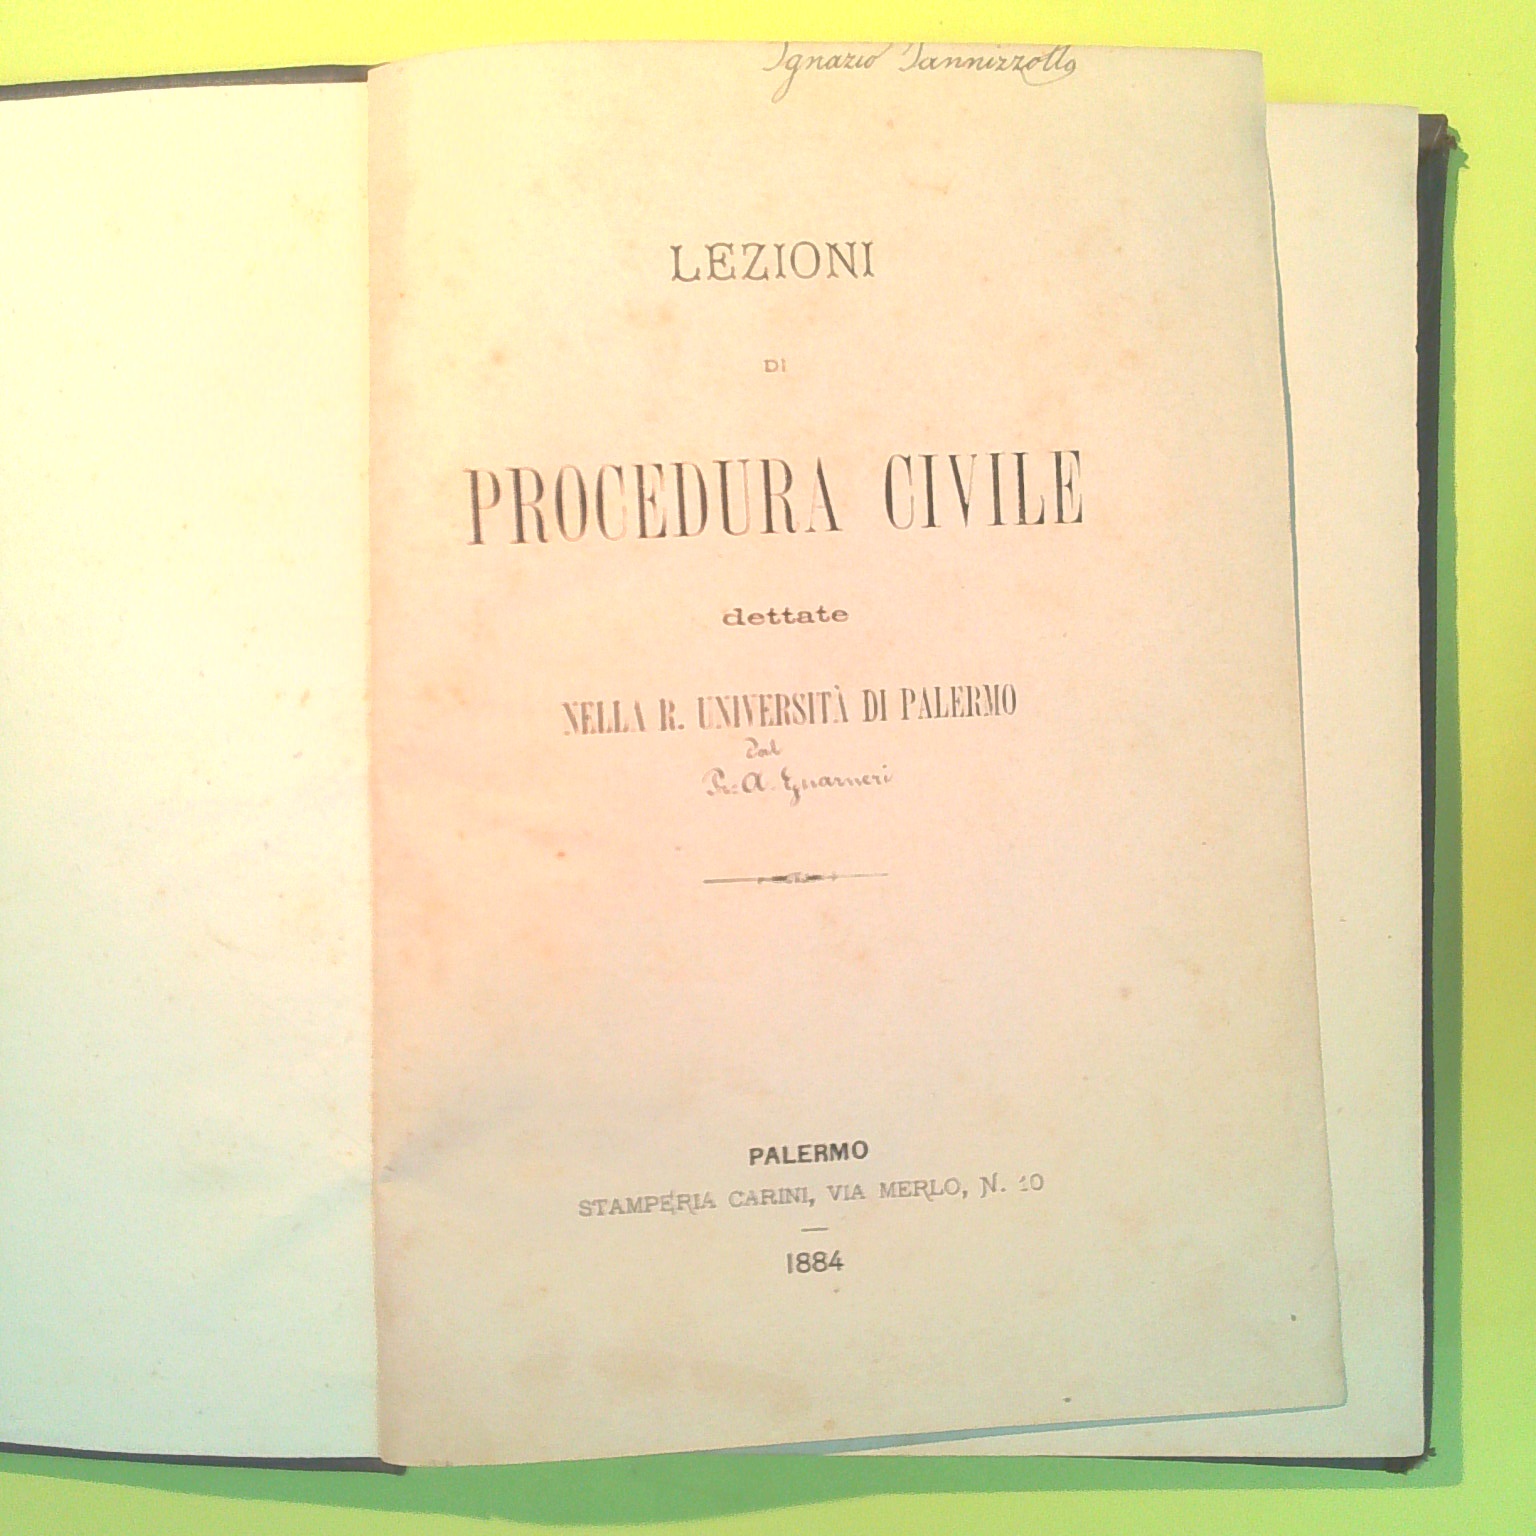 Ignazio Iannizzotto
LEZIONI
DI
PROCEDURA CIVILE
dettate
NELLA R. UNIVERSITÀ DI PALERMO
Dal
Pr: A. Gnarneri
PALERMO
STAMPERIA CARINI, VIA MERLO, N. 10
1884